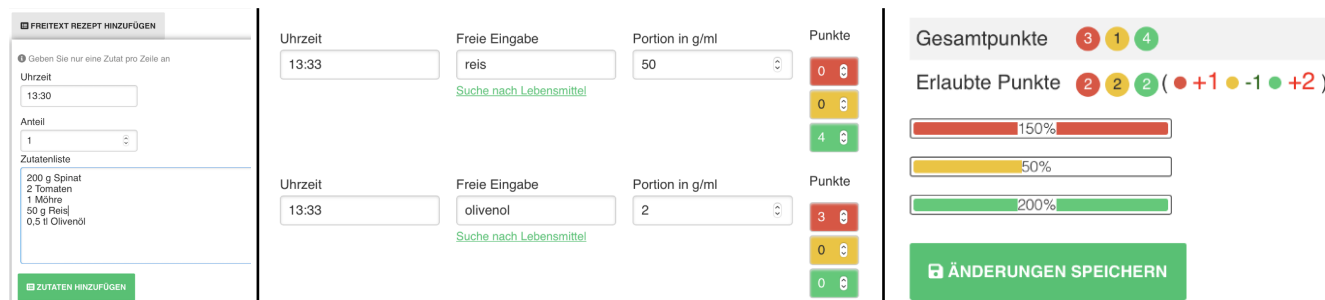 FREITEXT REZEPT HINZUFÜGEN
Geben Sie nur eine Zutat pro Zeile an
Uhrzeit
13:30
Anteil
1
Zutatenliste
200 g Spinat
2 Tomaten
1 Möhre
50 g Reis
0,5 tl Olivenöl
ZUTATEN HINZUFÜGEN
Uhrzeit Freie Eingabe Portion in g/ml Punkte
13:33 reis 50 0
Suche nach Lebensmittel
0
4
Uhrzeit Freie Eingabe Portion in g/ml Punkte
13:33 olivenol 2 3
Suche nach Lebensmittel
0
0
Gesamtpunkte 3 1 4
Erlaubte Punkte 2 2 2 ( +1 -1 +2 )
150%
50%
200%
ÄNDERUNGEN SPEICHERN